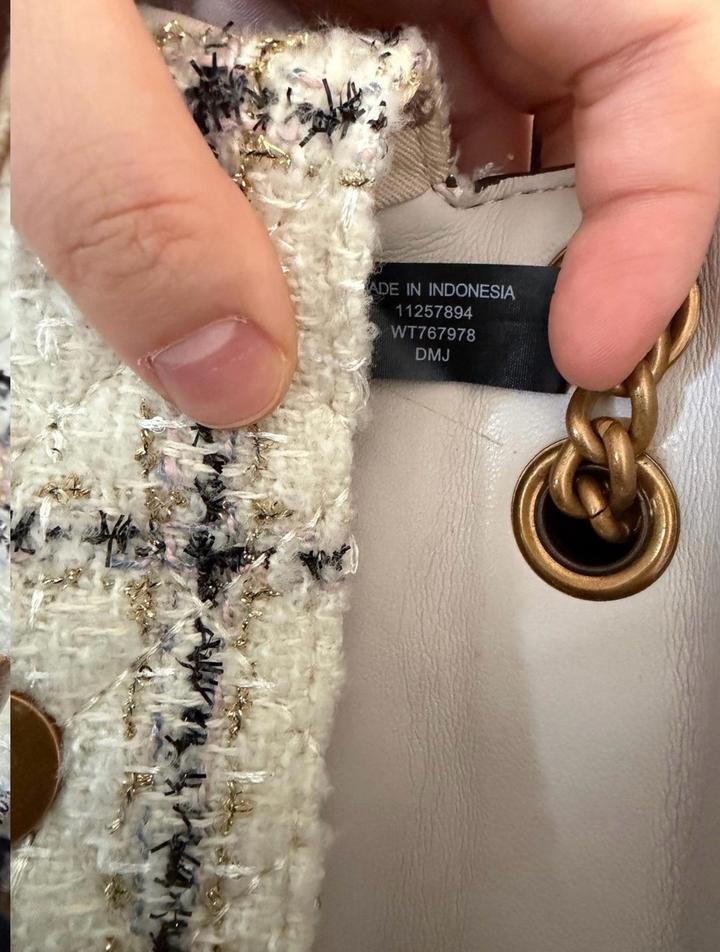 ADE IN INDONESIA
11257894
WT767978
DMJ